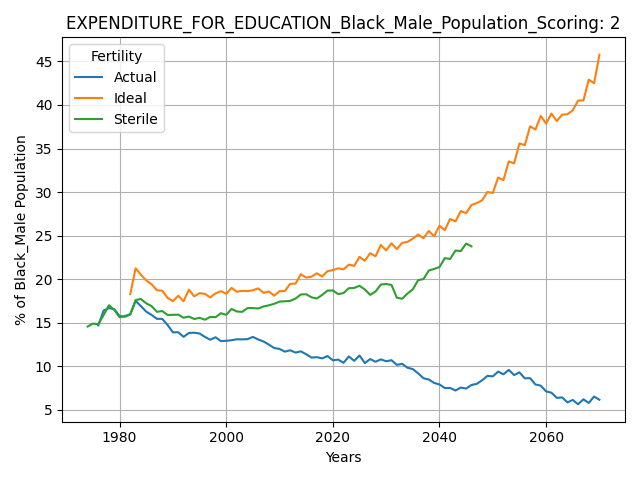 EXPENDITURE_FOR_EDUCATION_Black_Male_Population_Scoring: 2
Fertility
Actual
Ideal
Sterile
% of Black_Male Population
45
40
35
30
25
20
15
10
5
1980
2000
2020
2040
2060
Years